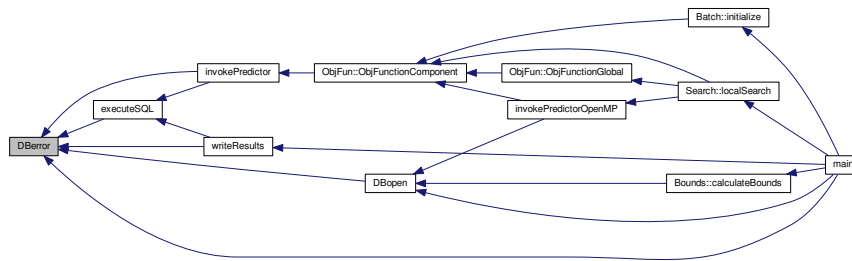 Batch::initialize
invokePredictor
ObjFun::ObjFunctionComponent
ObjFun::ObjFunctionGlobal
Search::localSearch
executeSQL
invokePredictorOpenMP
DBerror
writeResults
main
DBopen
Bounds::calculateBounds